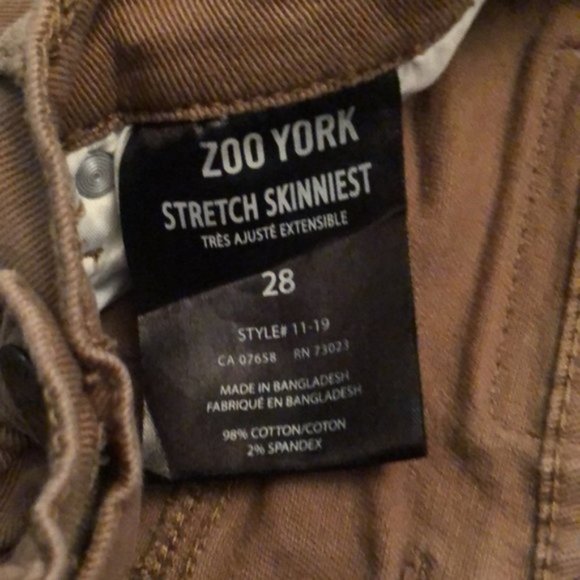 ZOO YORK
STRETCH SKINNIEST
TRÈS AJUSTÉ EXTENSIBLE
28
STYLE# 11-19
CA 07658 RN 73023
MADE IN BANGLADESH
FABRIQUÉ EN BANGLADESH
98% COTTON/COTON
2% SPANDEX